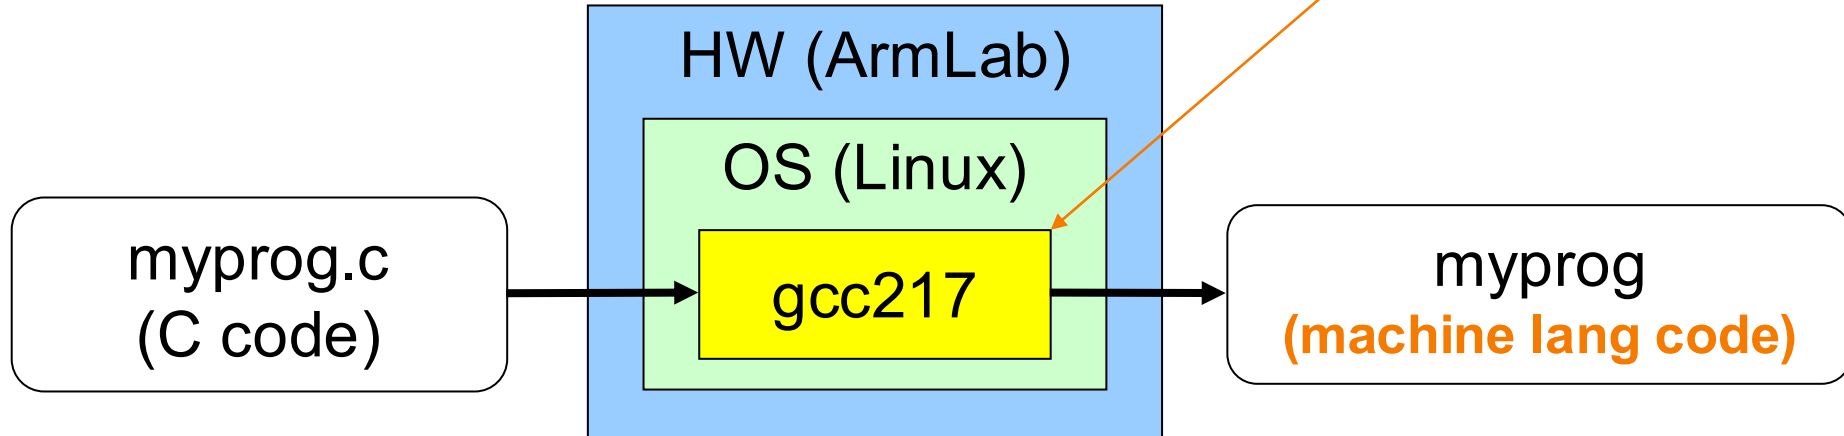 HW (ArmLab)
OS (Linux)
myprog.c
(C code)
gcc217
myprog
(machine lang code)